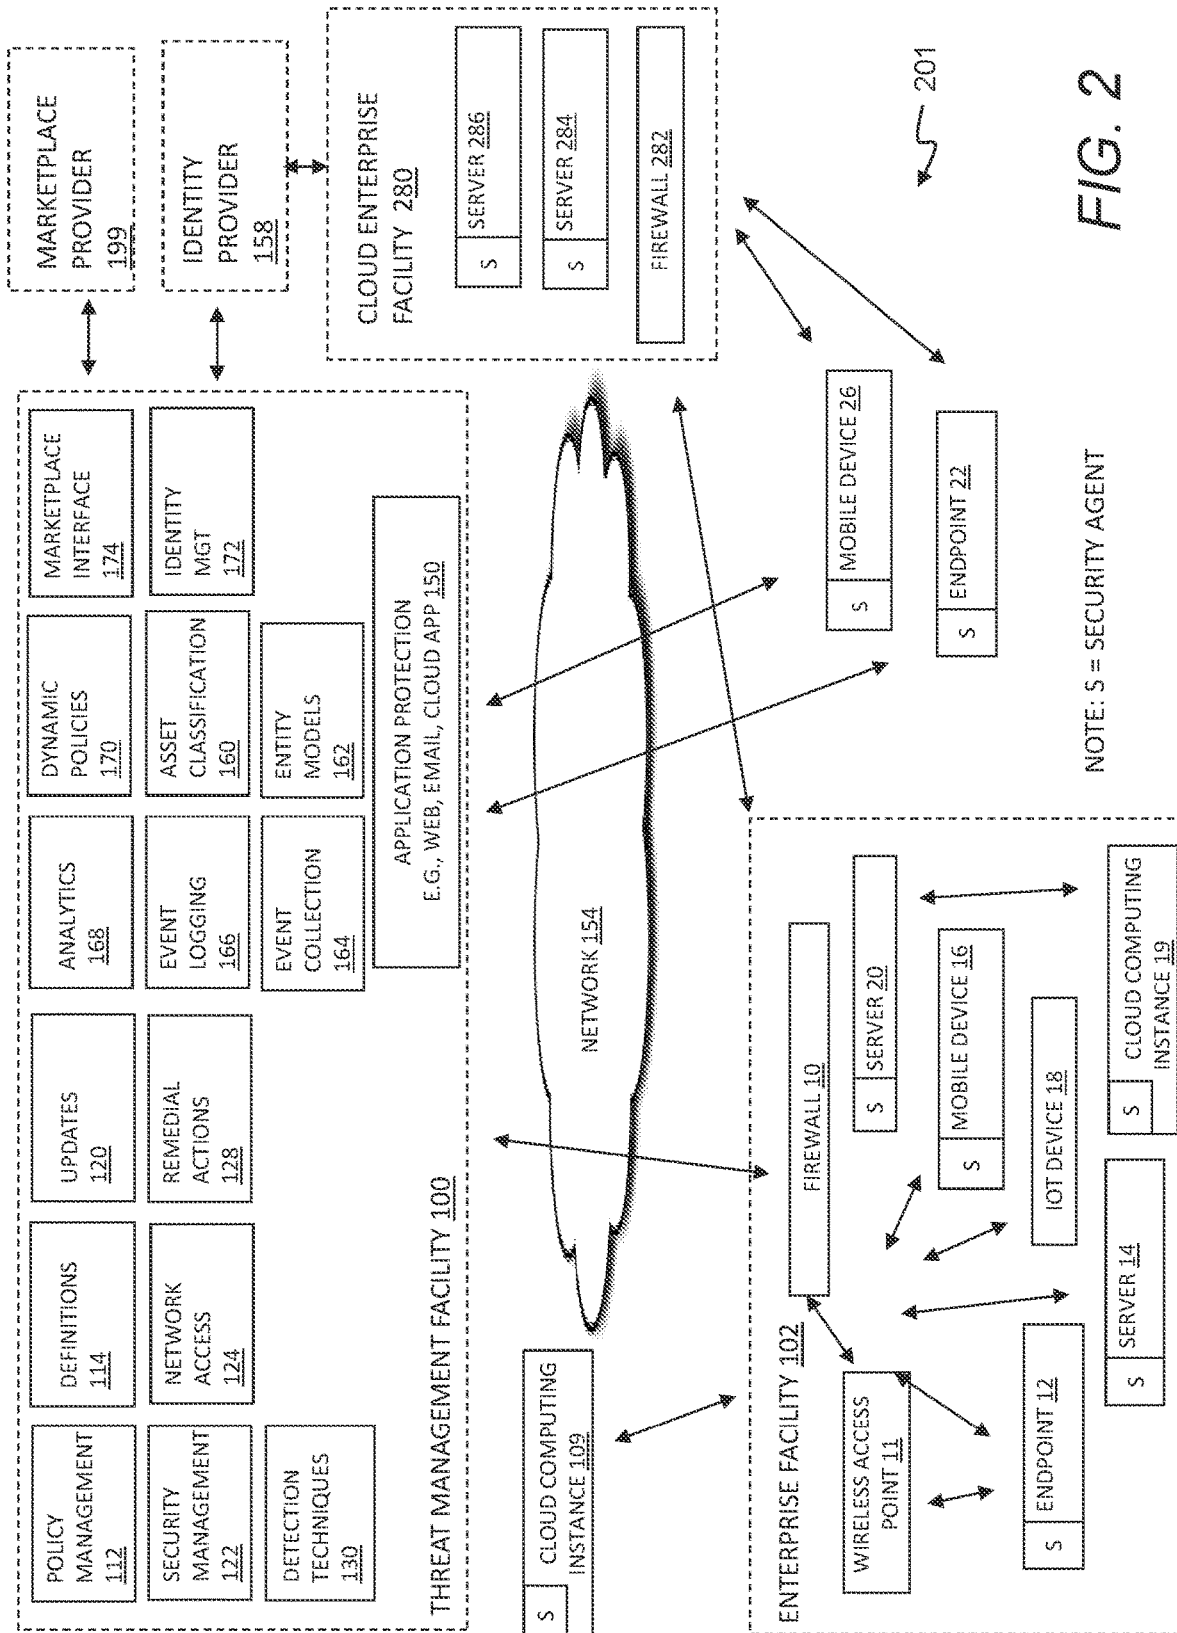 POLICY
MANAGEMENT
112
DEFINITIONS
114
UPDATES
120
ANALYTICS
168
DYNAMIC
POLICIES
170
MARKETPLACE
INTERFACE
174
MARKETPLACE
PROVIDER
199
SECURITY
MANAGEMENT
122
NETWORK
ACCESS
124
REMEDIAL
ACTIONS
128
EVENT
LOGGING
166
ASSET
CLASSIFICATION
160
IDENTITY
MGT
172
IDENTITY
PROVIDER
158
DETECTION
TECHNIQUES
130
EVENT
COLLECTION
164
ENTITY
MODELS
162
APPLICATION PROTECTION
E.G., WEB, EMAIL, CLOUD APP 150
THREAT MANAGEMENT FACILITY 100
CLOUD ENTERPRISE
FACILITY 280
S SERVER 286
S SERVER 284
FIREWALL 282
S CLOUD COMPUTING
INSTANCE 109
NETWORK 154
ENTERPRISE FACILITY 102
FIREWALL 10
WIRELESS ACCESS
POINT 11
S SERVER 20
S MOBILE DEVICE 16
IOT DEVICE 18
S ENDPOINT 12
S SERVER 14
S CLOUD COMPUTING
INSTANCE 19
S MOBILE DEVICE 26
S ENDPOINT 22
201
NOTE: S = SECURITY AGENT
FIG. 2